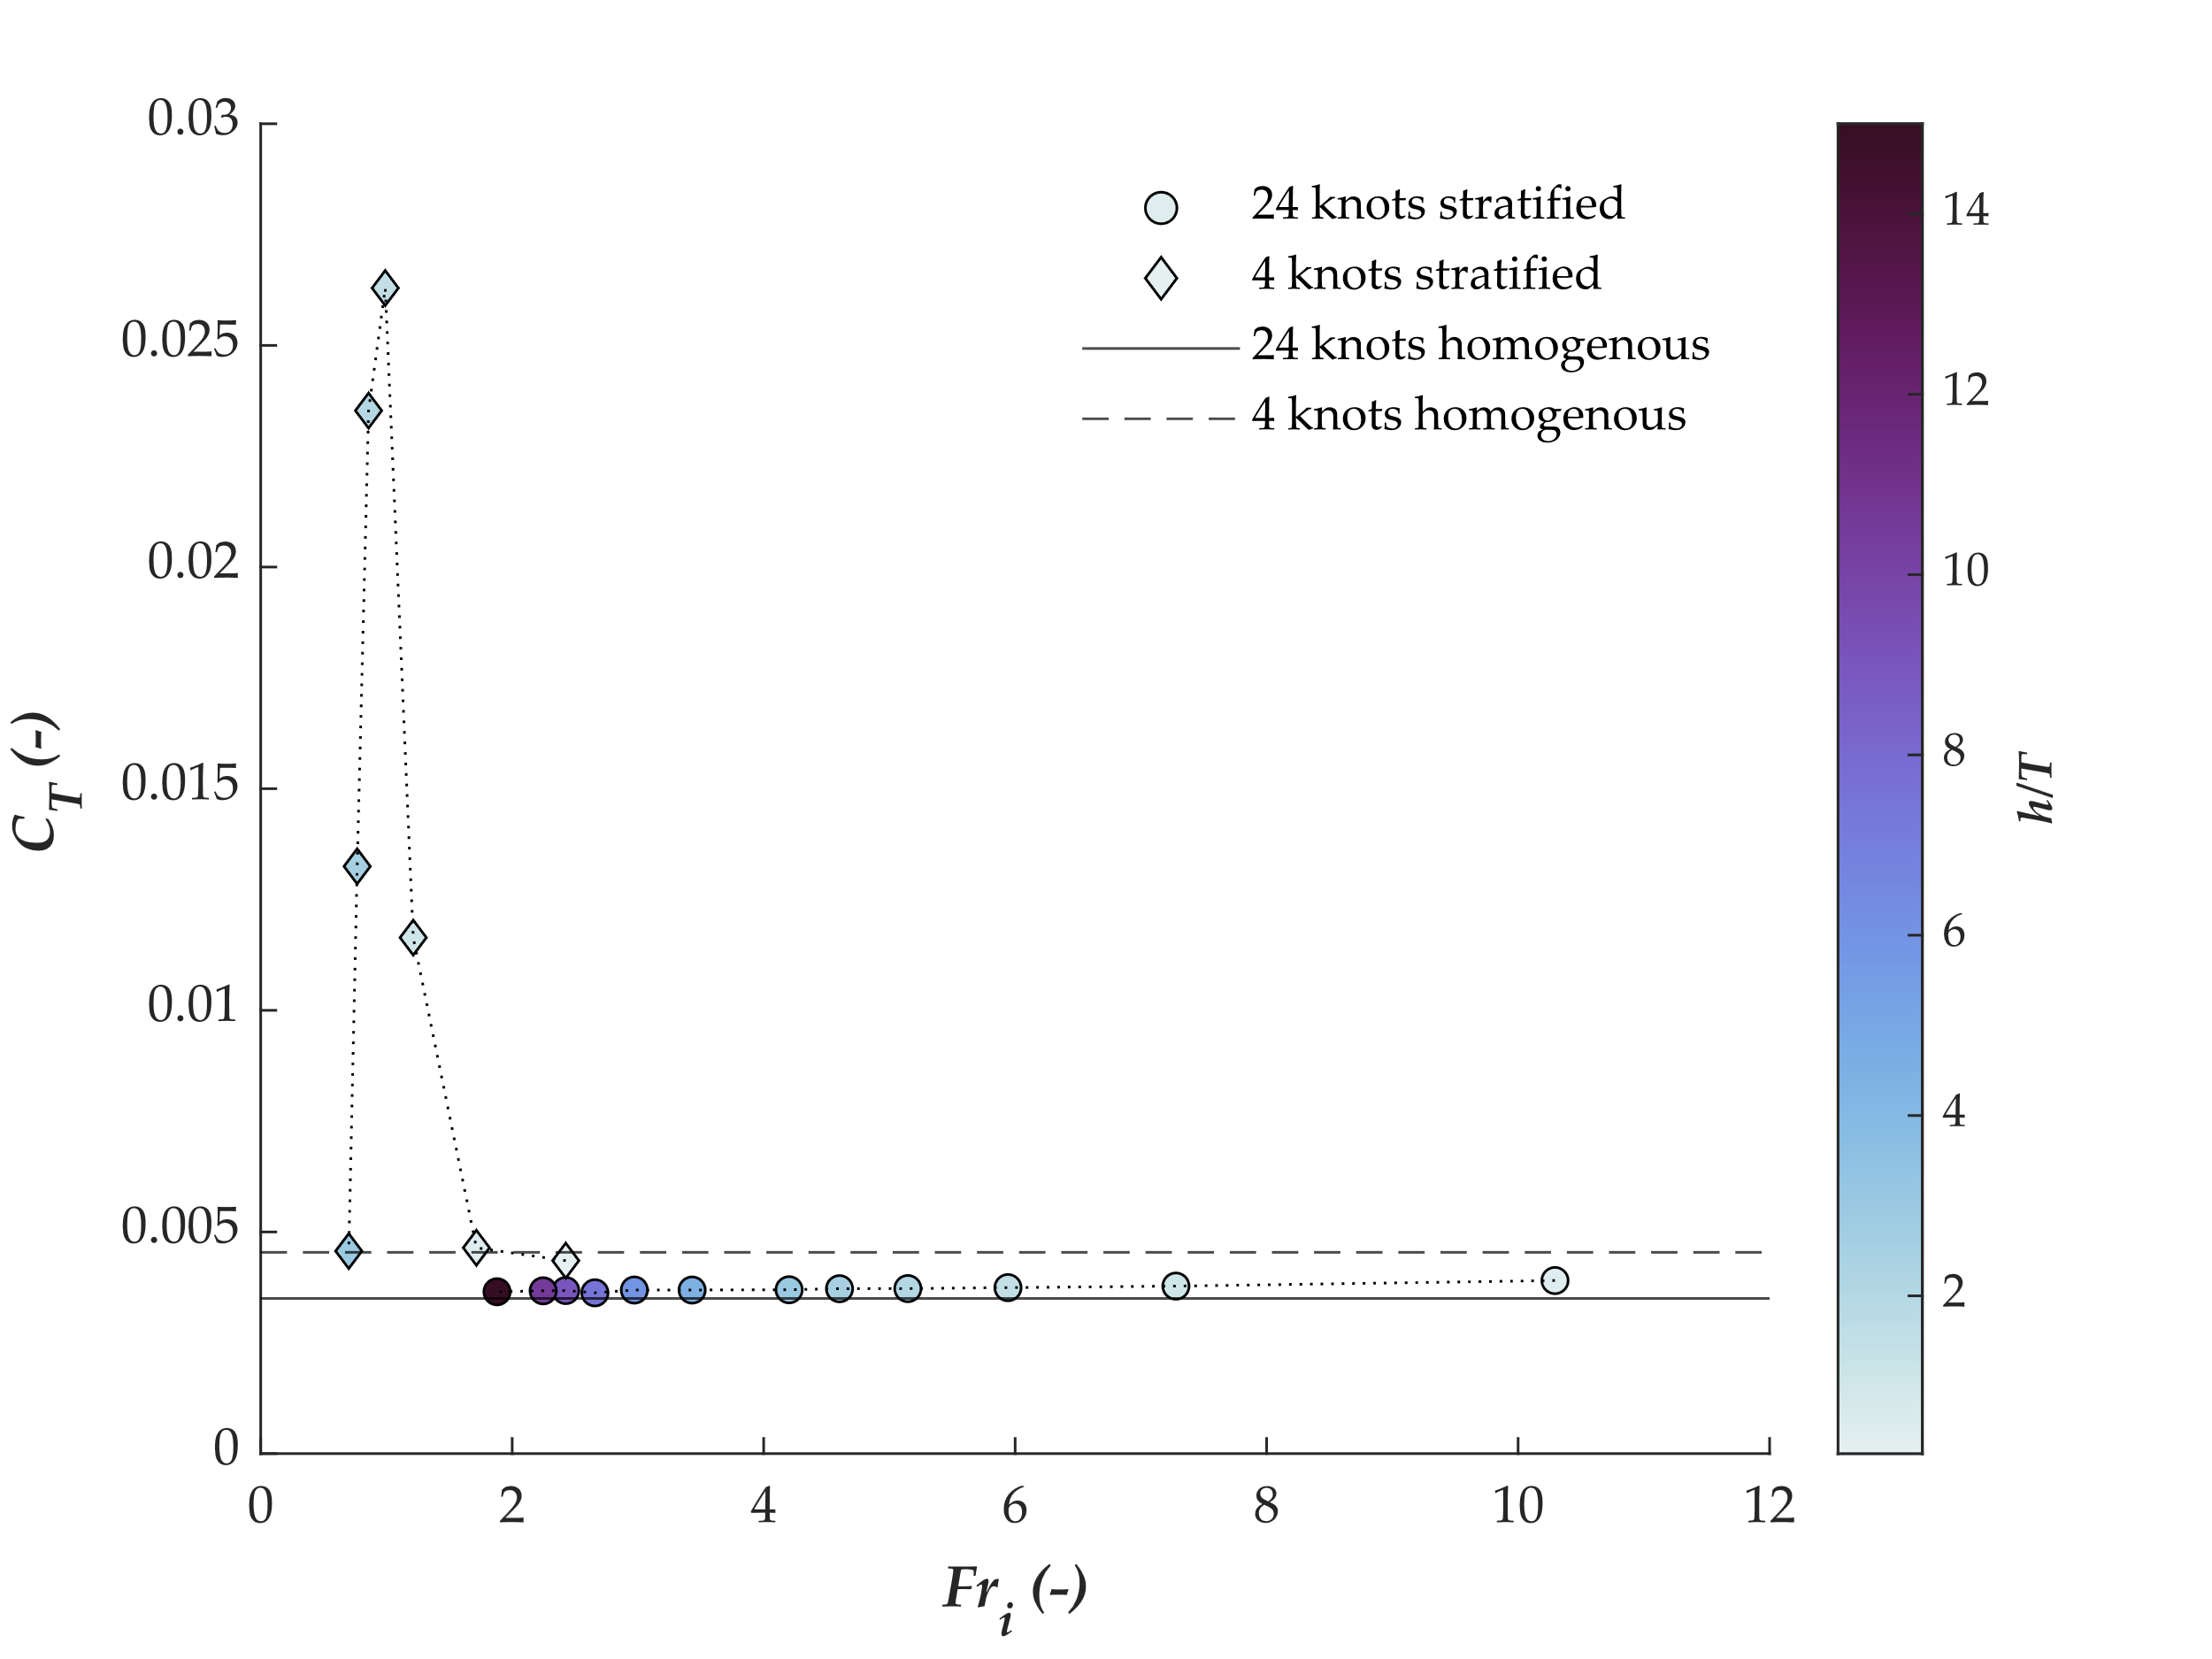 0.03
0.025
0.02
0.015
0.01
0.005
0
C_T (-)
0 2 4 6 8 10 12
Fr_i (-)
24 knots stratified
4 knots stratified
24 knots homogenous
4 knots homogenous
14
12
10
8
6
4
2
h/T